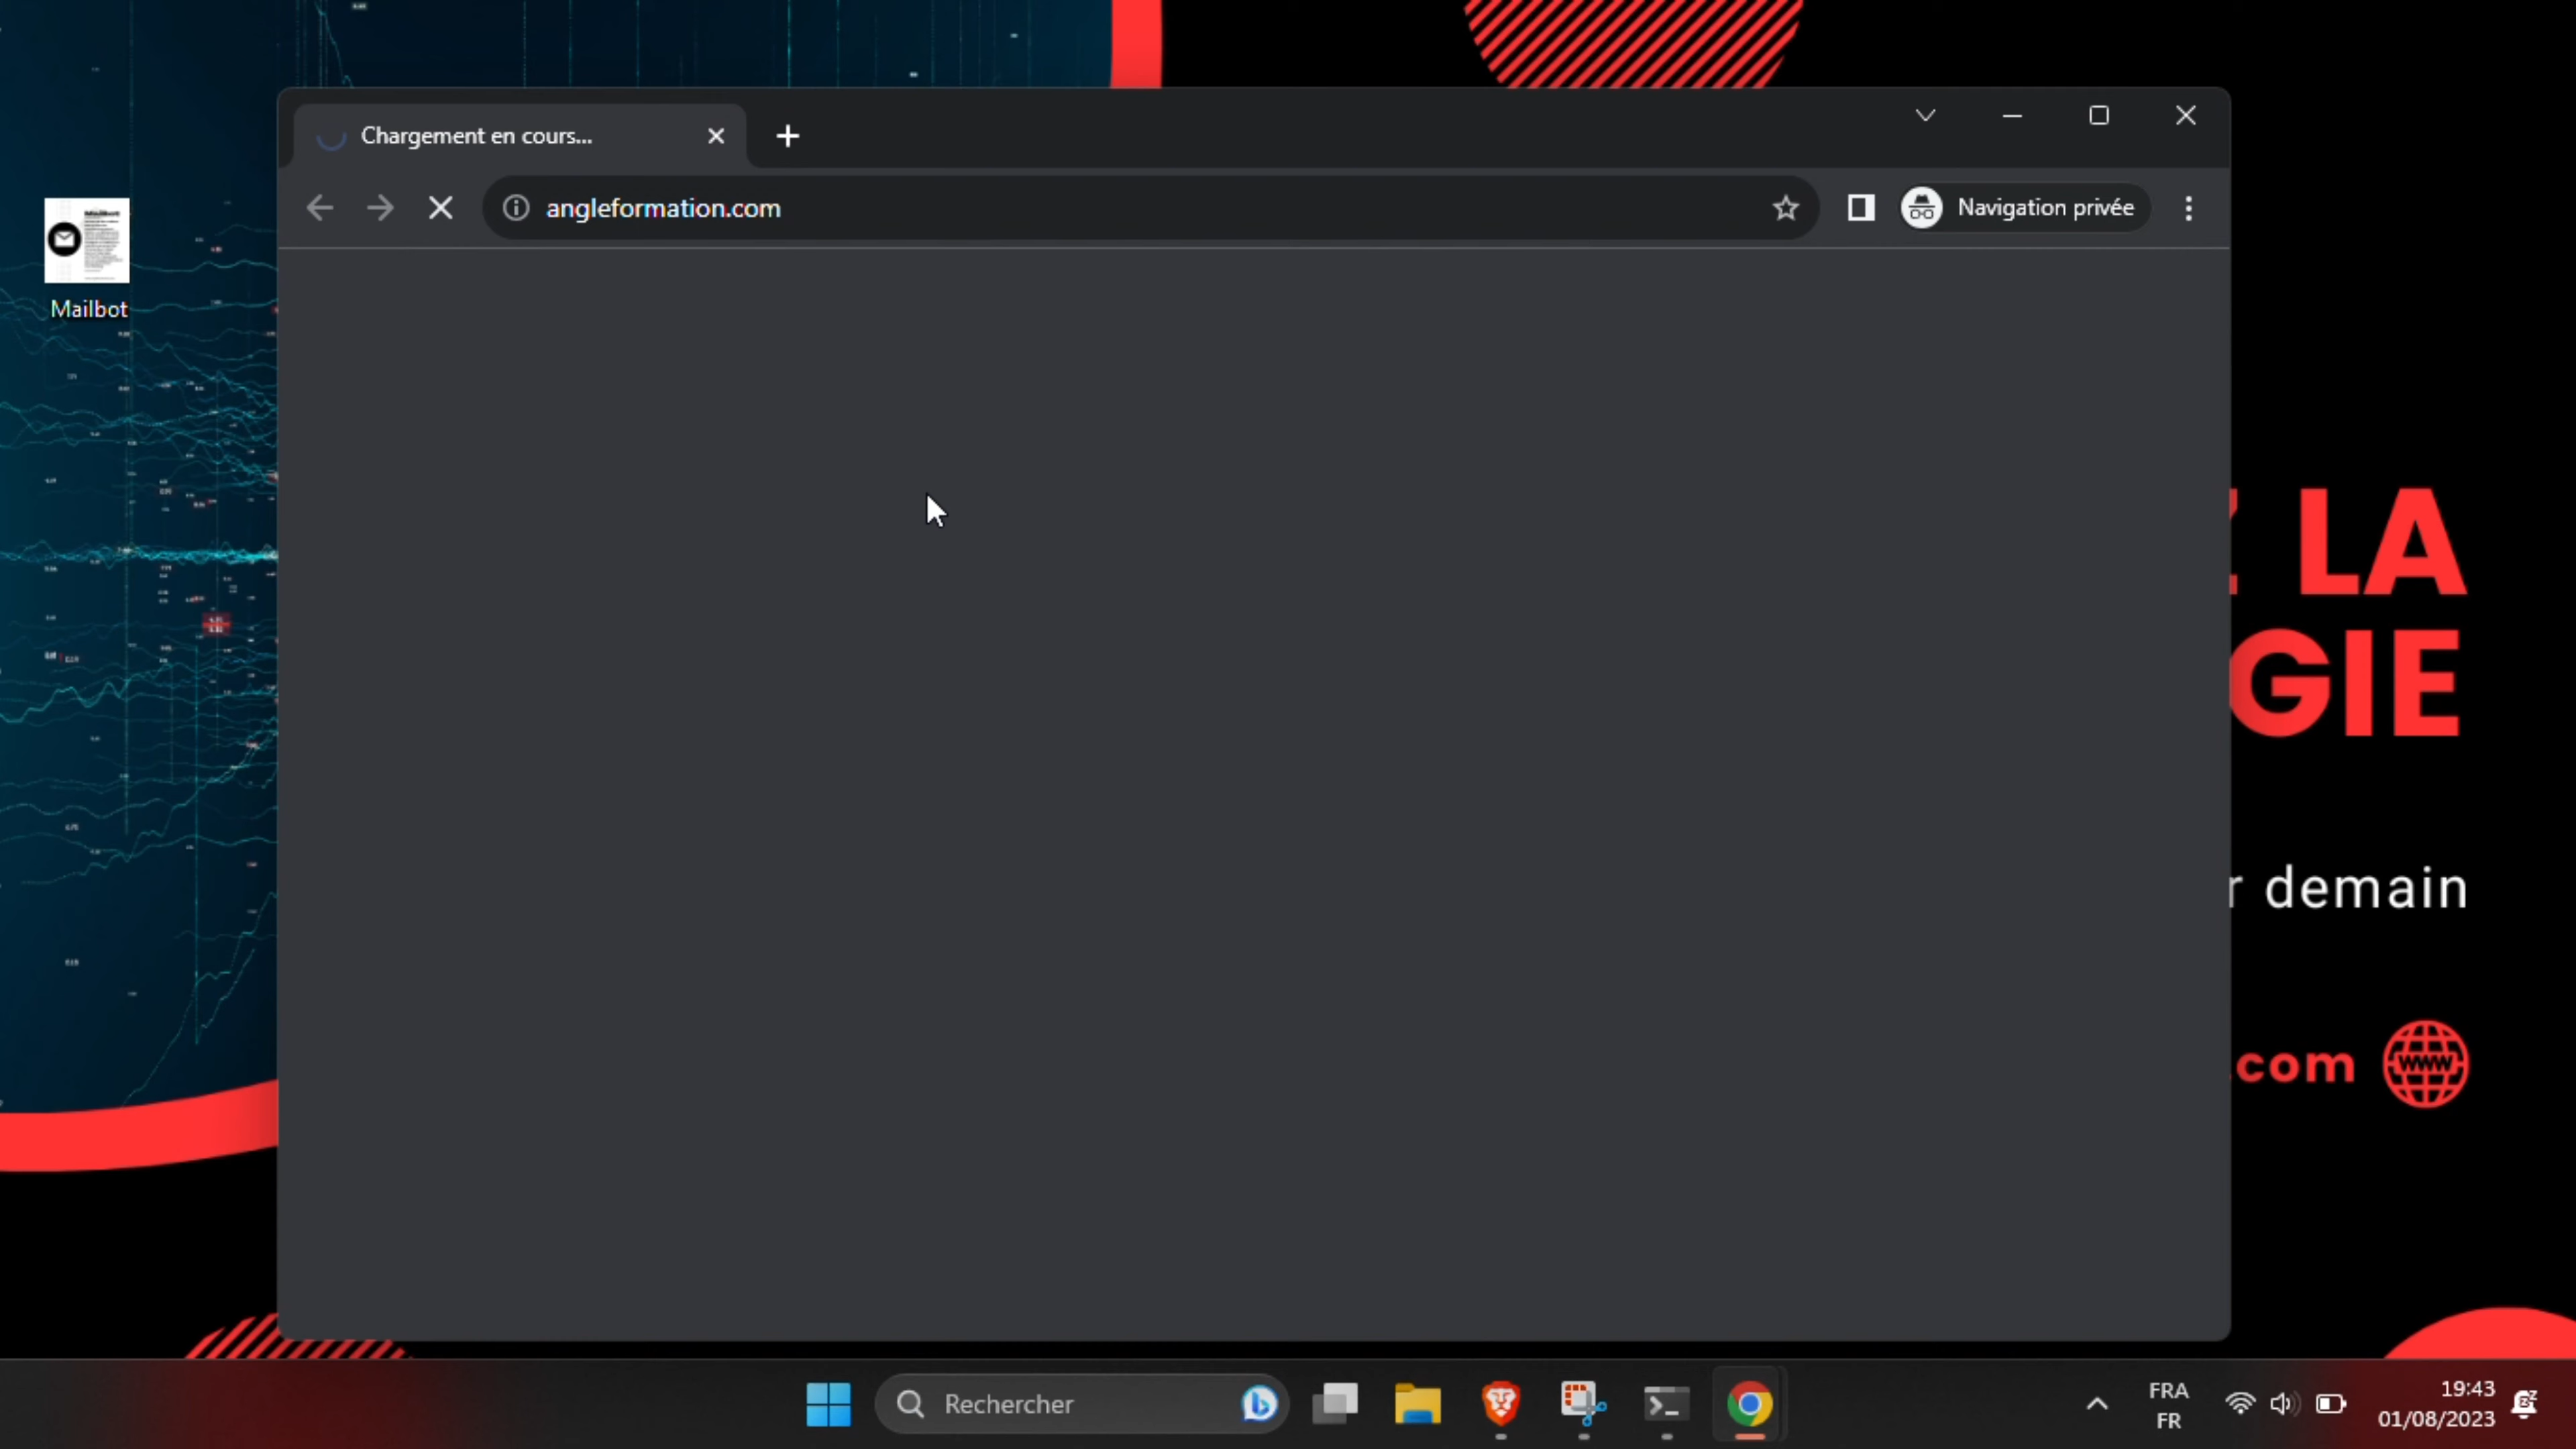 Chargement en cours...
angleformation.com
Navigation privée
Mailbot
LA
GIE
r demain
.com
WWW
Rechercher
FRA
FR
19:43
01/08/2023